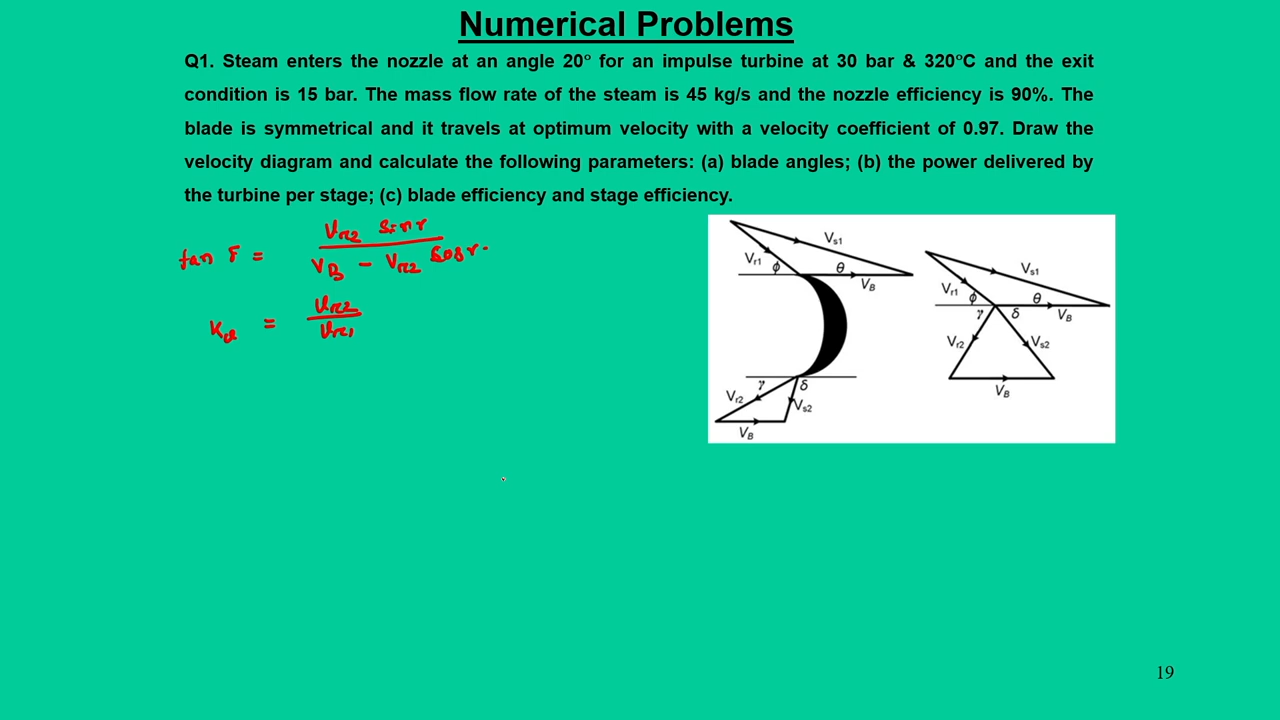 Numerical Problems
Q1. Steam enters the nozzle at an angle 20° for an impulse turbine at 30 bar & 320°C and the exit
condition is 15 bar. The mass flow rate of the steam is 45 kg/s and the nozzle efficiency is 90%. The
blade is symmetrical and it travels at optimum velocity with a velocity coefficient of 0.97. Draw the
velocity diagram and calculate the following parameters: (a) blade angles; (b) the power delivered by
the turbine per stage; (c) blade efficiency and stage efficiency.
tan δ = Vr2 sin r / VB - Vr2 cos r.
Kv = Vr2 / Vr1
Vs1
Vr1
ϕ
θ
VB
γ
δ
Vr2
Vs2
VB
Vs1
Vr1
ϕ
θ
VB
γ
δ
Vr2
Vs2
VB
19